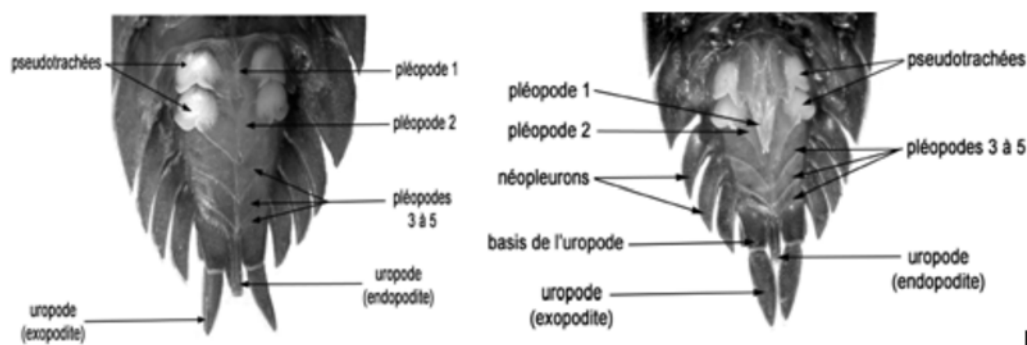 pseudotrachées
pléopode 1
pléopode 2
pléopodes
3 à 5
uropode
(endopodite)
uropode
(exopodite)
pseudotrachées
pléopode 1
pléopode 2
pléopodes 3 à 5
néopleurons
basis de l'uropode
uropode
(endopodite)
uropode
(exopodite)